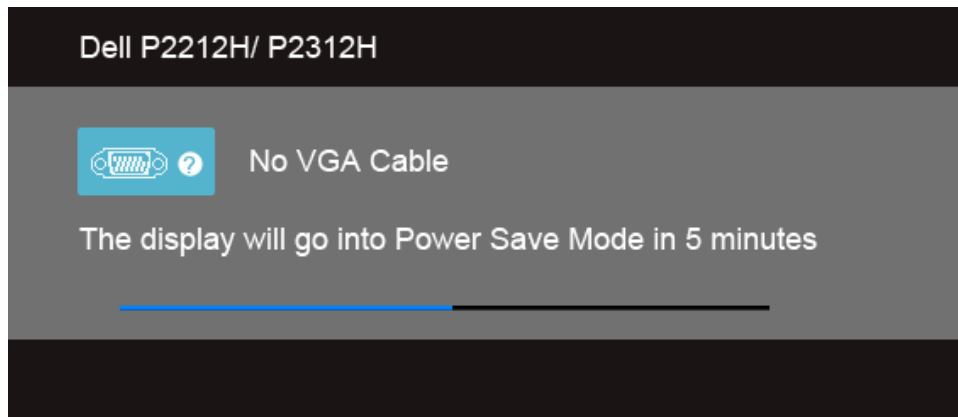 Dell P2212H/ P2312H
? No VGA Cable
The display will go into Power Save Mode in 5 minutes